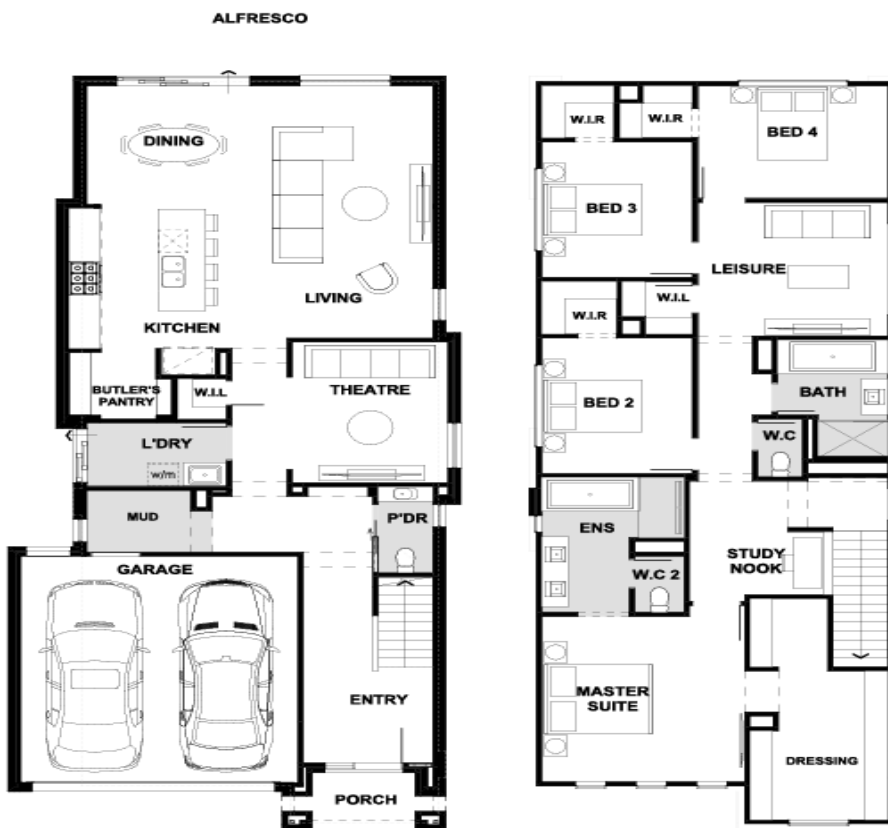 ALFRESCO
DINING
LIVING
KITCHEN
BUTLER'S
PANTRY
W.I.L
THEATRE
L'DRY
w/m
MUD
P'DR
GARAGE
ENTRY
PORCH
W.I.R
W.I.R
BED 4
BED 3
LEISURE
W.I.R
W.I.L
BED 2
BATH
W.C
ENS
W.C 2
STUDY
NOOK
MASTER
SUITE
DRESSING